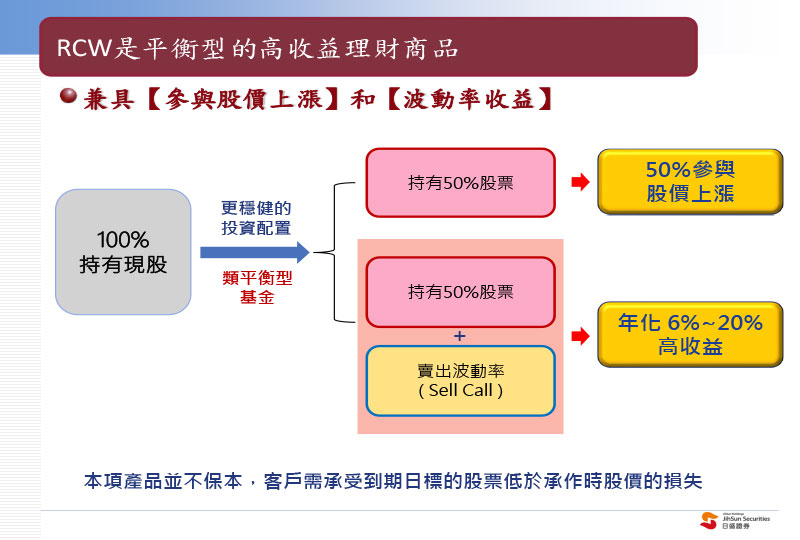 RCW是平衡型的高收益理財商品
兼具【參與股價上漲】和【波動率收益】
100%
持有現股
更穩健的
投資配置
類平衡型
基金
持有50%股票
50%參與
股價上漲
持有50%股票
+
賣出波動率
( Sell Call )
年化 6%~20%
高收益
本項產品並不保本，客戶需承受到期日標的股票低於承作時股價的損失
JihSun Securities
日盛證券